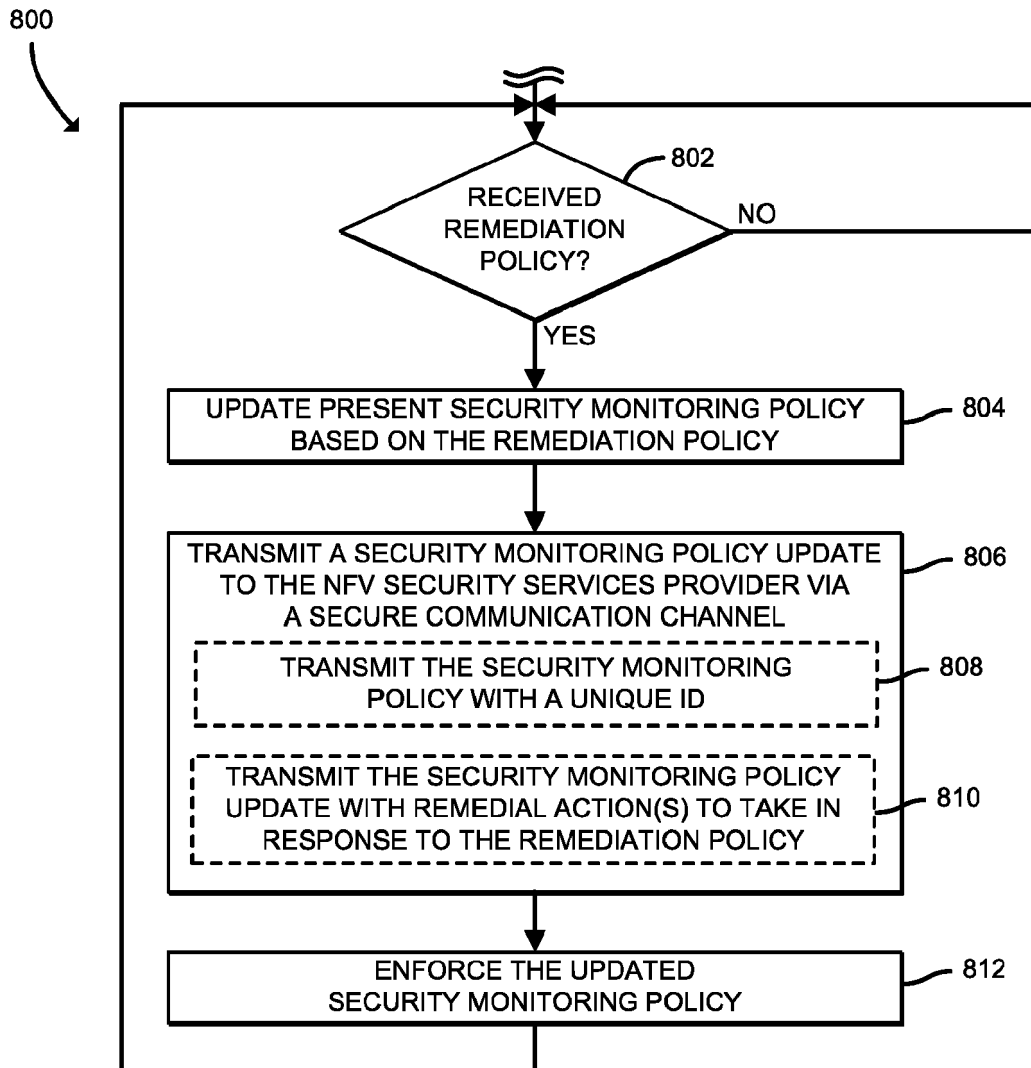 800
802
RECEIVED
REMEDIATION
POLICY?
NO
YES
UPDATE PRESENT SECURITY MONITORING POLICY
BASED ON THE REMEDIATION POLICY
804
TRANSMIT A SECURITY MONITORING POLICY UPDATE
TO THE NFV SECURITY SERVICES PROVIDER VIA
A SECURE COMMUNICATION CHANNEL
806
TRANSMIT THE SECURITY MONITORING
POLICY WITH A UNIQUE ID
808
TRANSMIT THE SECURITY MONITORING POLICY
UPDATE WITH REMEDIAL ACTION(S) TO TAKE IN
RESPONSE TO THE REMEDIATION POLICY
810
ENFORCE THE UPDATED
SECURITY MONITORING POLICY
812